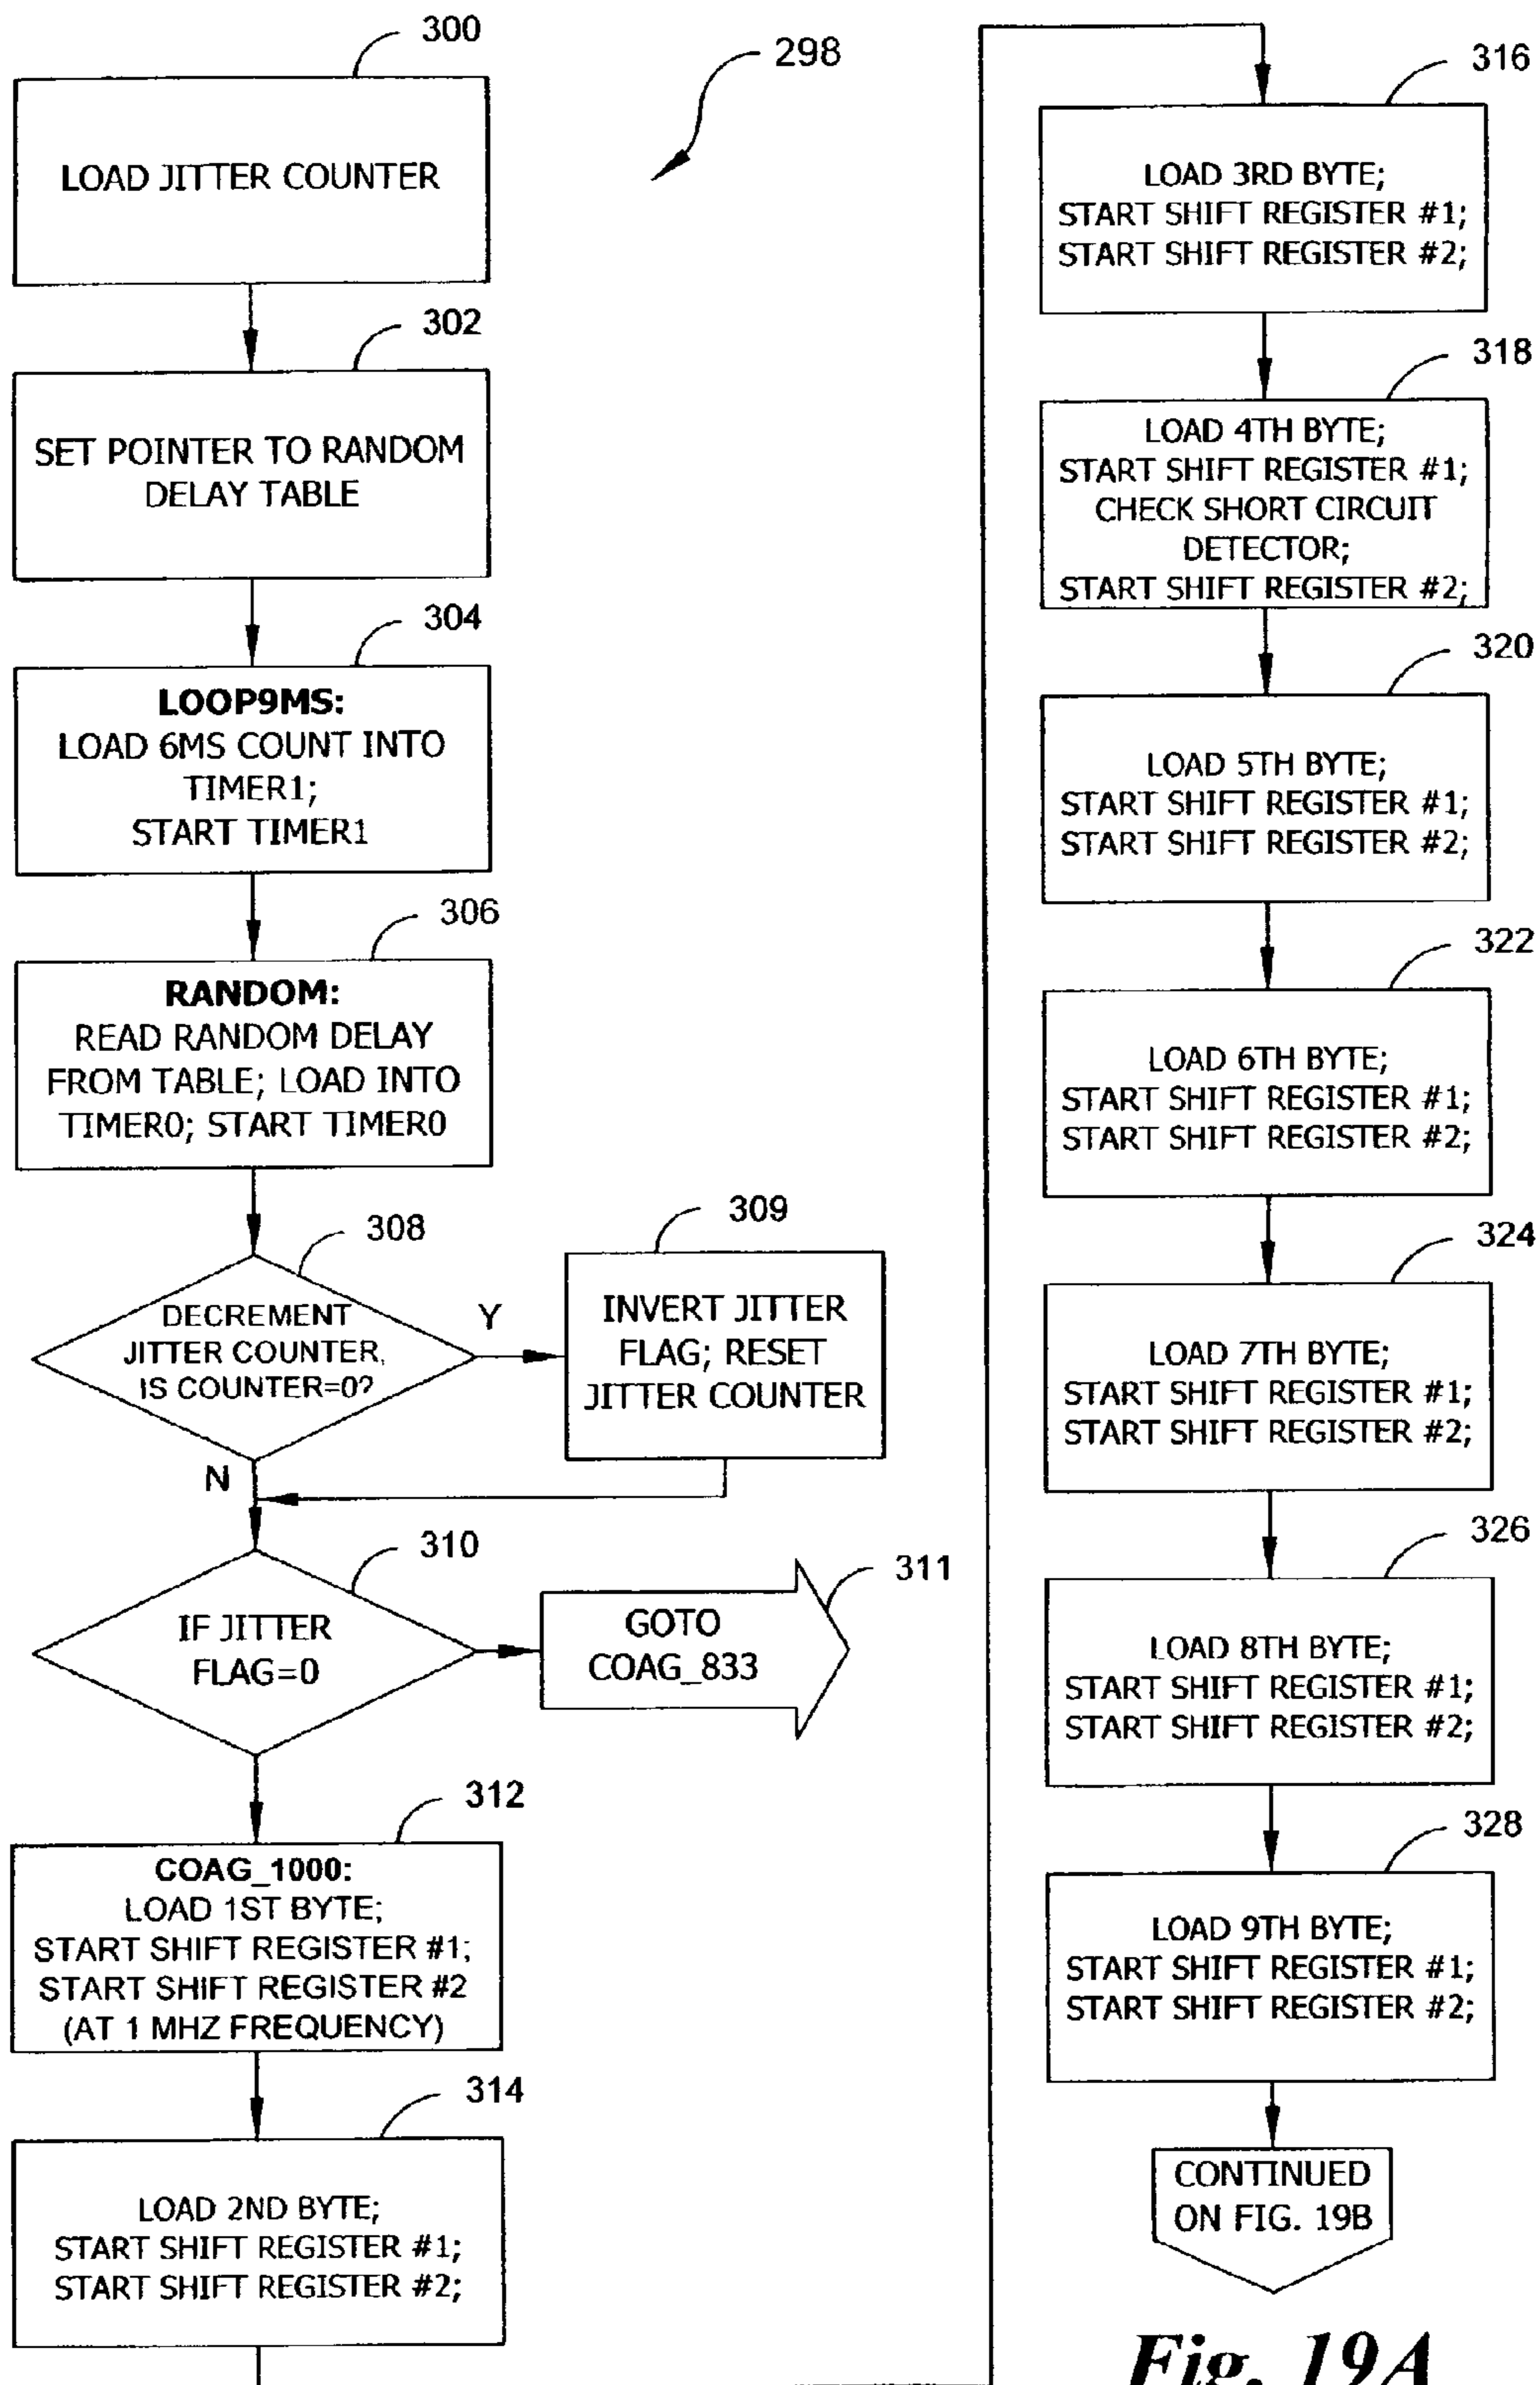 300
298
LOAD JITTER COUNTER
302
SET POINTER TO RANDOM
DELAY TABLE
304
LOOP9MS:
LOAD 6MS COUNT INTO
TIMER1;
START TIMER1
306
RANDOM:
READ RANDOM DELAY
FROM TABLE; LOAD INTO
TIMER0; START TIMER0
308
DECREMENT
JITTER COUNTER,
IS COUNTER=0?
Y
N
309
INVERT JITTER
FLAG; RESET
JITTER COUNTER
310
IF JITTER
FLAG=0
311
GOTO
COAG_833
312
COAG_1000:
LOAD 1ST BYTE;
START SHIFT REGISTER #1;
START SHIFT REGISTER #2
(AT 1 MHZ FREQUENCY)
314
LOAD 2ND BYTE;
START SHIFT REGISTER #1;
START SHIFT REGISTER #2;
316
LOAD 3RD BYTE;
START SHIFT REGISTER #1;
START SHIFT REGISTER #2;
318
LOAD 4TH BYTE;
START SHIFT REGISTER #1;
CHECK SHORT CIRCUIT
DETECTOR;
START SHIFT REGISTER #2;
320
LOAD 5TH BYTE;
START SHIFT REGISTER #1;
START SHIFT REGISTER #2;
322
LOAD 6TH BYTE;
START SHIFT REGISTER #1;
START SHIFT REGISTER #2;
324
LOAD 7TH BYTE;
START SHIFT REGISTER #1;
START SHIFT REGISTER #2;
326
LOAD 8TH BYTE;
START SHIFT REGISTER #1;
START SHIFT REGISTER #2;
328
LOAD 9TH BYTE;
START SHIFT REGISTER #1;
START SHIFT REGISTER #2;
CONTINUED
ON FIG. 19B
Fig. 19A